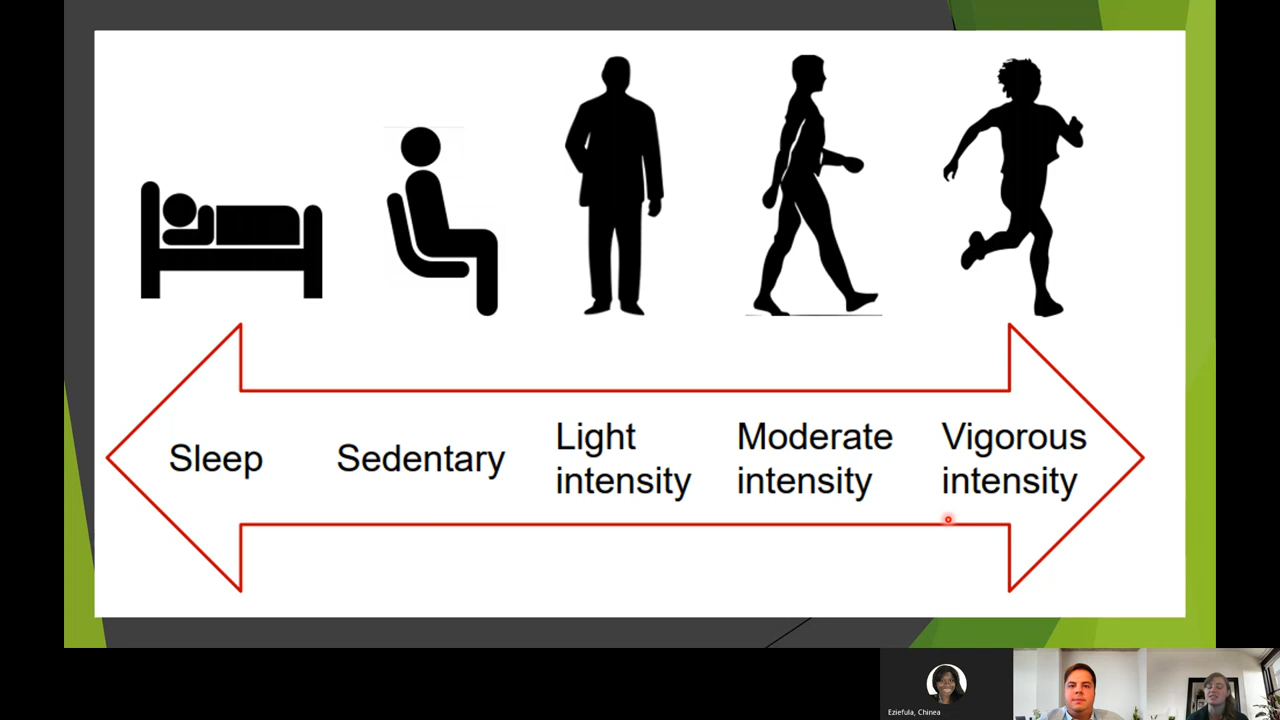 Sleep
Sedentary
Light
intensity
Moderate
intensity
Vigorous
intensity
Eziefula, Chinea